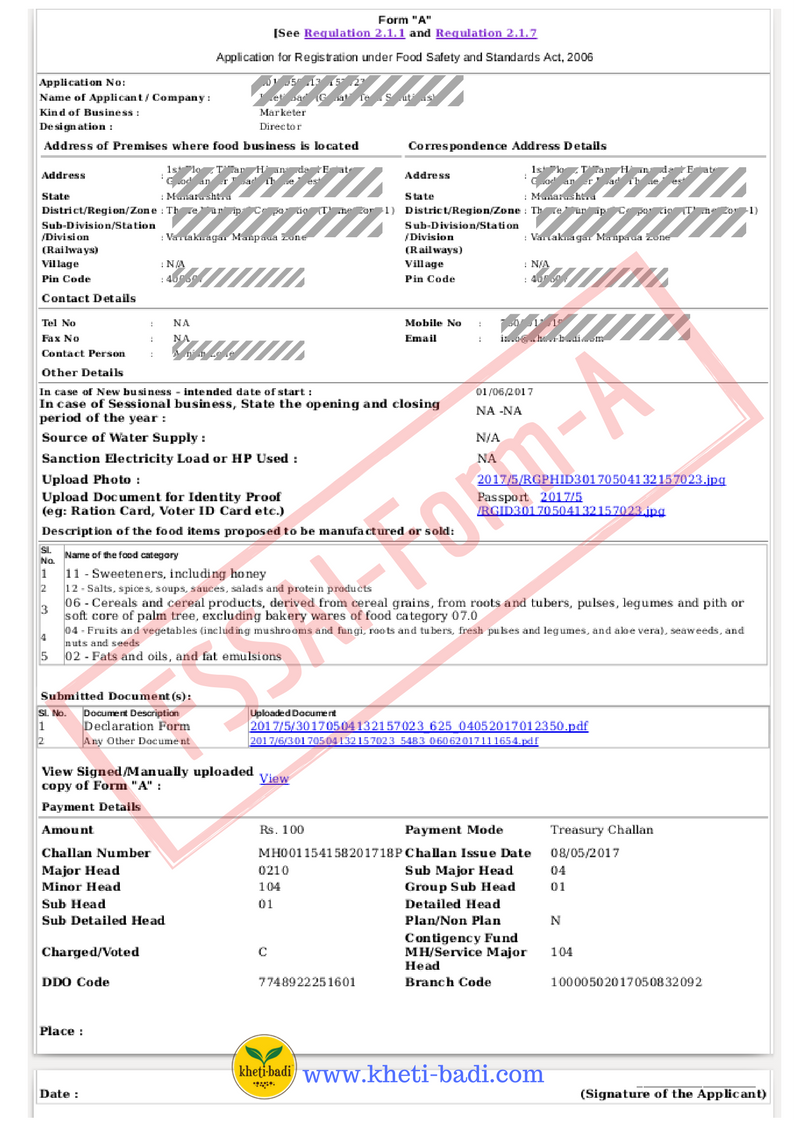 Form "A"
[See Regulation 2.1.1 and Regulation 2.1.7
Application for Registration under Food Safety and Standards Act, 2006
Application No:
Name of Applicant / Company :
Kind of Business : Marketer
Designation : Director
Address of Premises where food business is located Correspondence Address Details
Address : Address :
State : State :
District/Region/Zone : District/Region/Zone :
Sub-Division/Station Sub-Division/Station
/Division : Vartaknagar Manpada Zone /Division : Vartaknagar Manpada Zone
(Railways) (Railways)
Village : N/A Village : N/A
Pin Code : Pin Code :
Contact Details
Tel No : NA Mobile No :
Fax No : NA Email :
Contact Person :
Other Details
In case of New business – intended date of start : 01/06/2017
In case of Sessional business, State the opening and closing
period of the year : NA -NA
Source of Water Supply : N/A
Sanction Electricity Load or HP Used : NA
Upload Photo : 2017/5/RGPHID30170504132157023.jpg
Upload Document for Identity Proof Passport 2017/5
(eg: Ration Card, Voter ID Card etc.) /RGID30170504132157023.jpg
Description of the food items proposed to be manufactured or sold:
Sl. No. Name of the food category
1 11 - Sweeteners, including honey
2 12 - Salts, spices, soups, sauces, salads and protein products
3 06 - Cereals and cereal products, derived from cereal grains, from roots and tubers, pulses, legumes and pith or
soft core of palm tree, excluding bakery wares of food category 07.0
4 04 - Fruits and vegetables (including mushrooms and fungi, roots and tubers, fresh pulses and legumes, and aloe vera), seaweeds, and
nuts and seeds
5 02 - Fats and oils, and fat emulsions
Submitted Document(s):
Sl. No. Document Description Uploaded Document
1 Declaration Form 2017/5/30170504132157023_625_04052017012350.pdf
2 Any Other Document 2017/6/30170504132157023_5483_06062017111654.pdf
View Signed/Manually uploaded
copy of Form "A" : View
Payment Details
Amount Rs. 100 Payment Mode Treasury Challan
Challan Number MH001154158201718P Challan Issue Date 08/05/2017
Major Head 0210 Sub Major Head 04
Minor Head 104 Group Sub Head 01
Sub Head 01 Detailed Head
Sub Detailed Head Plan/Non Plan N
Contigency Fund
Charged/Voted C MH/Service Major 104
Head
DDO Code 7748922251601 Branch Code 10000502017050832092
Place :
kheti-badi www.kheti-badi.com
Date : (Signature of the Applicant)
FSSAI-Form-A